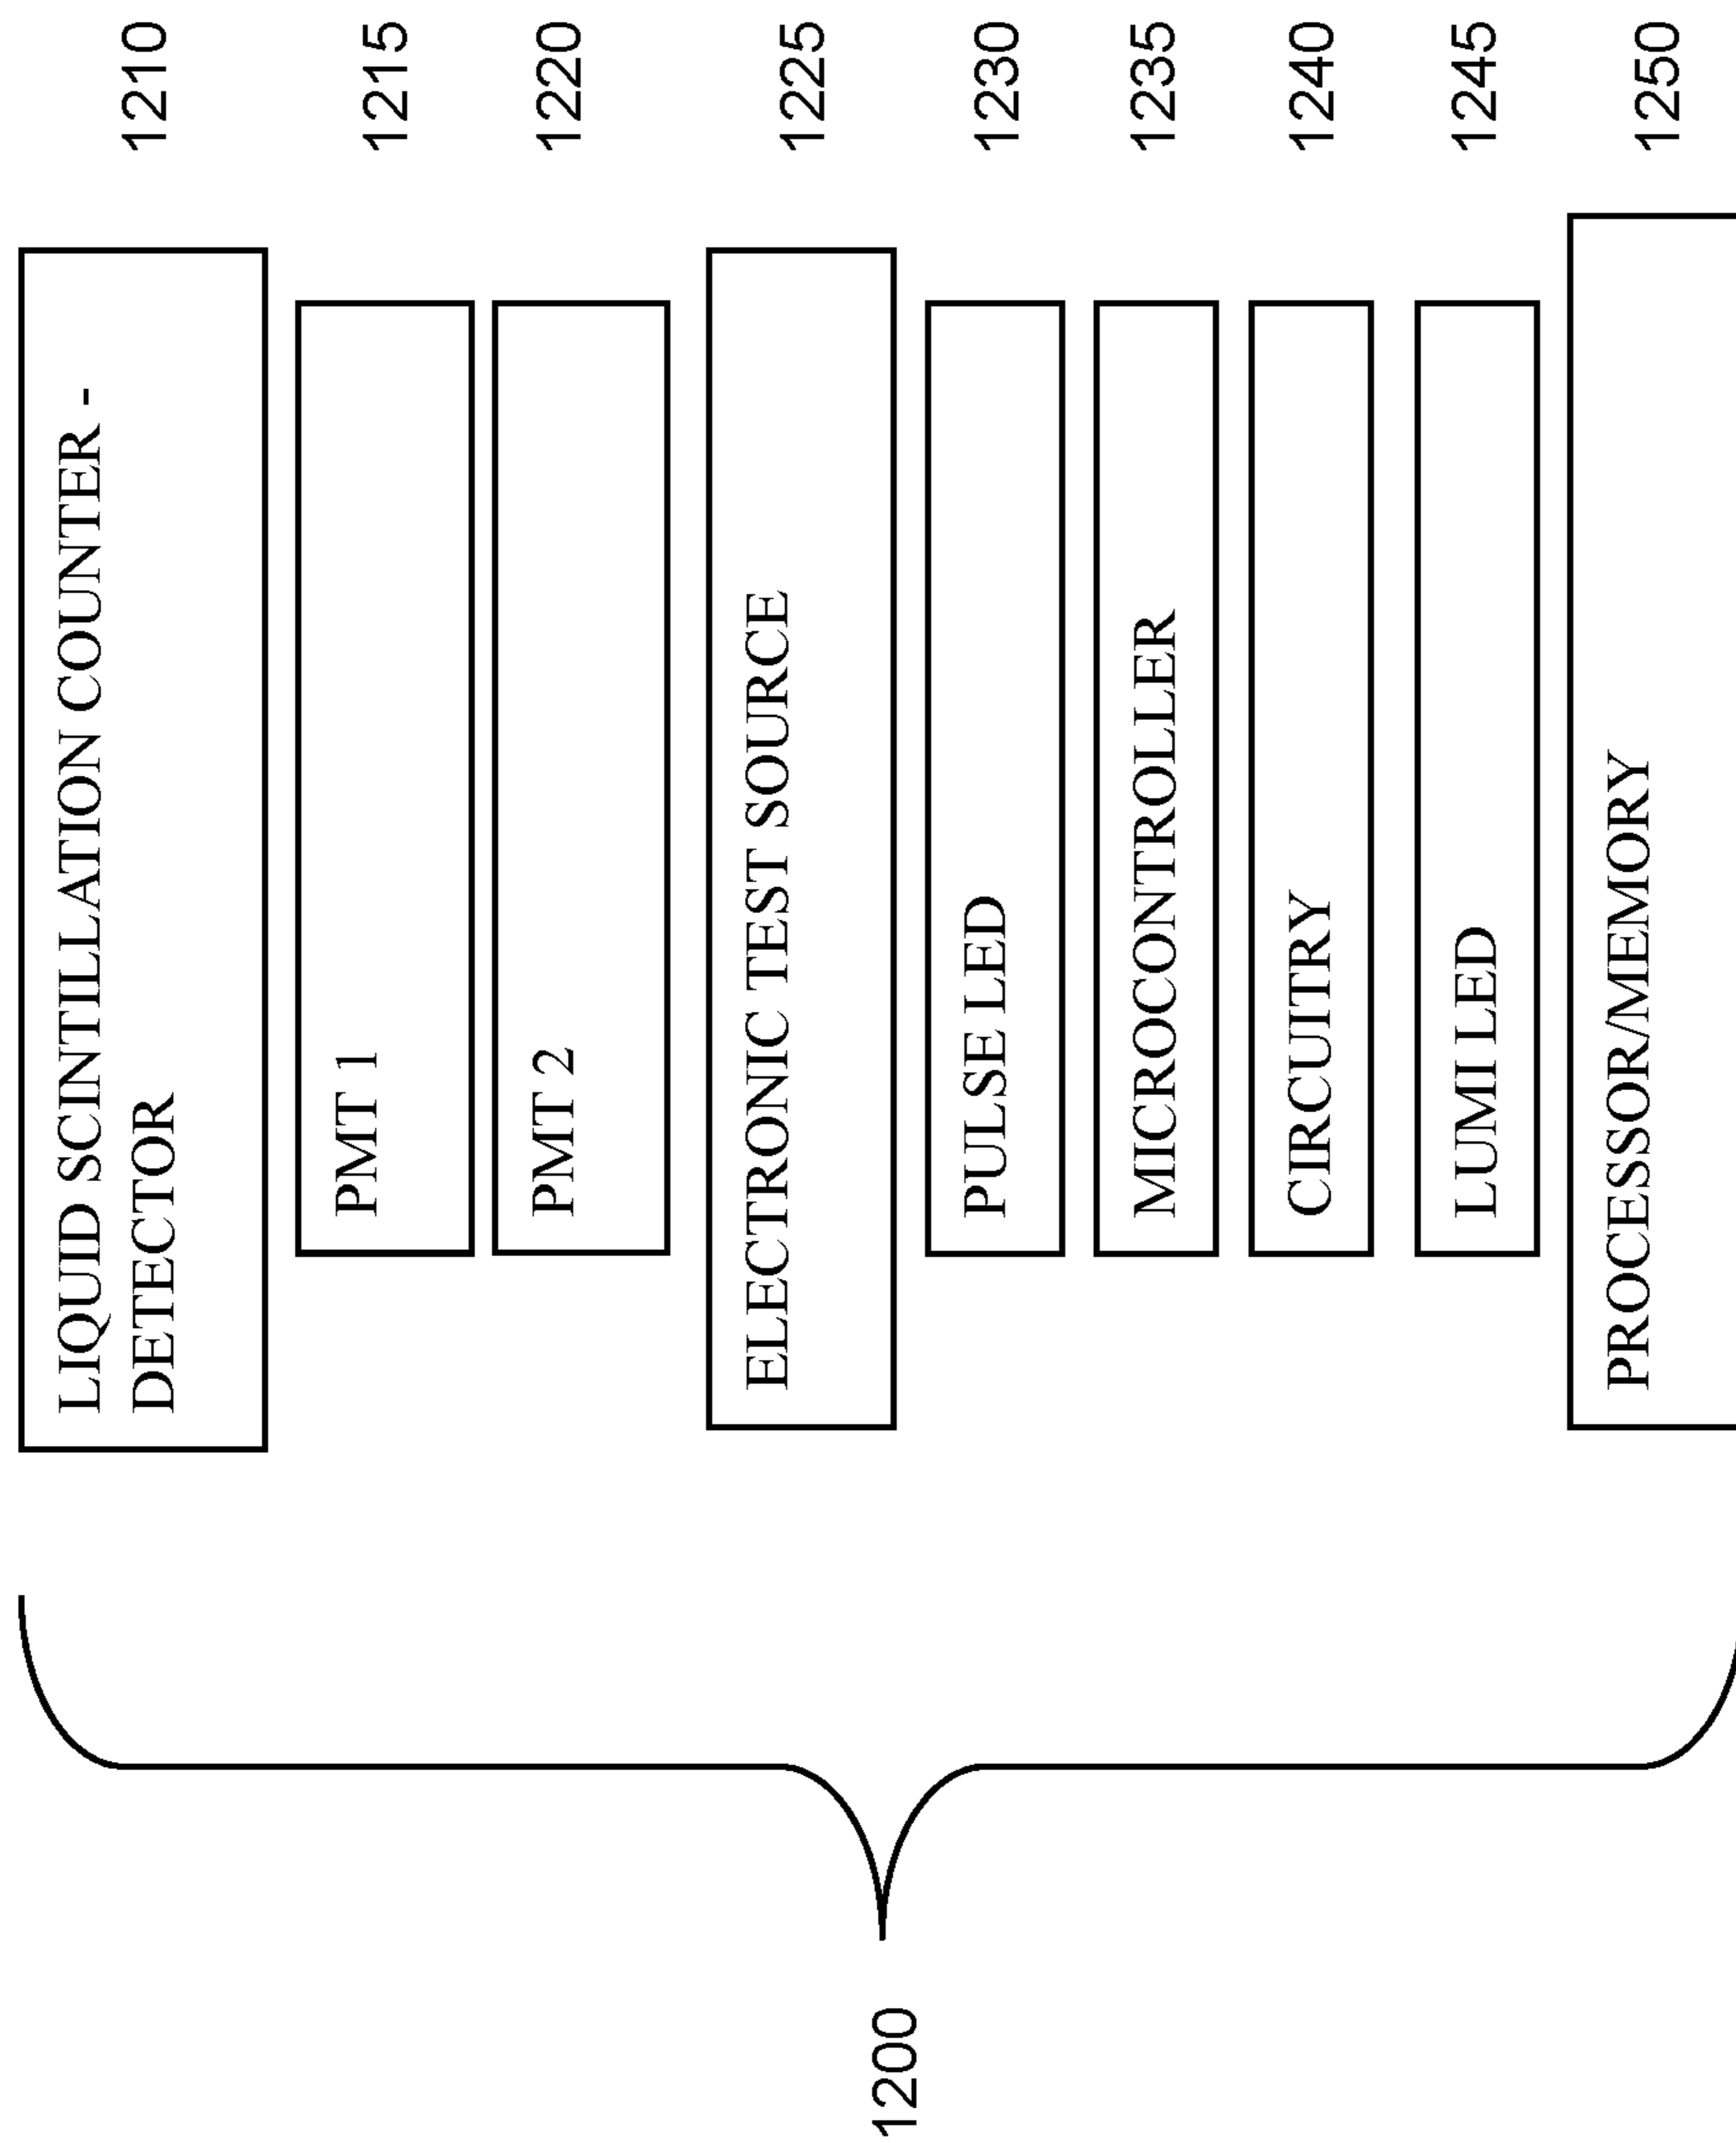 LIQUID SCINTILLATION COUNTER -
DETECTOR
1210
PMT 1
1215
PMT 2
1220
ELECTRONIC TEST SOURCE
1225
PULSE LED
1230
MICROCONTROLLER
1235
CIRCUITRY
1240
LUMI LED
1245
PROCESSOR/MEMORY
1250
1200